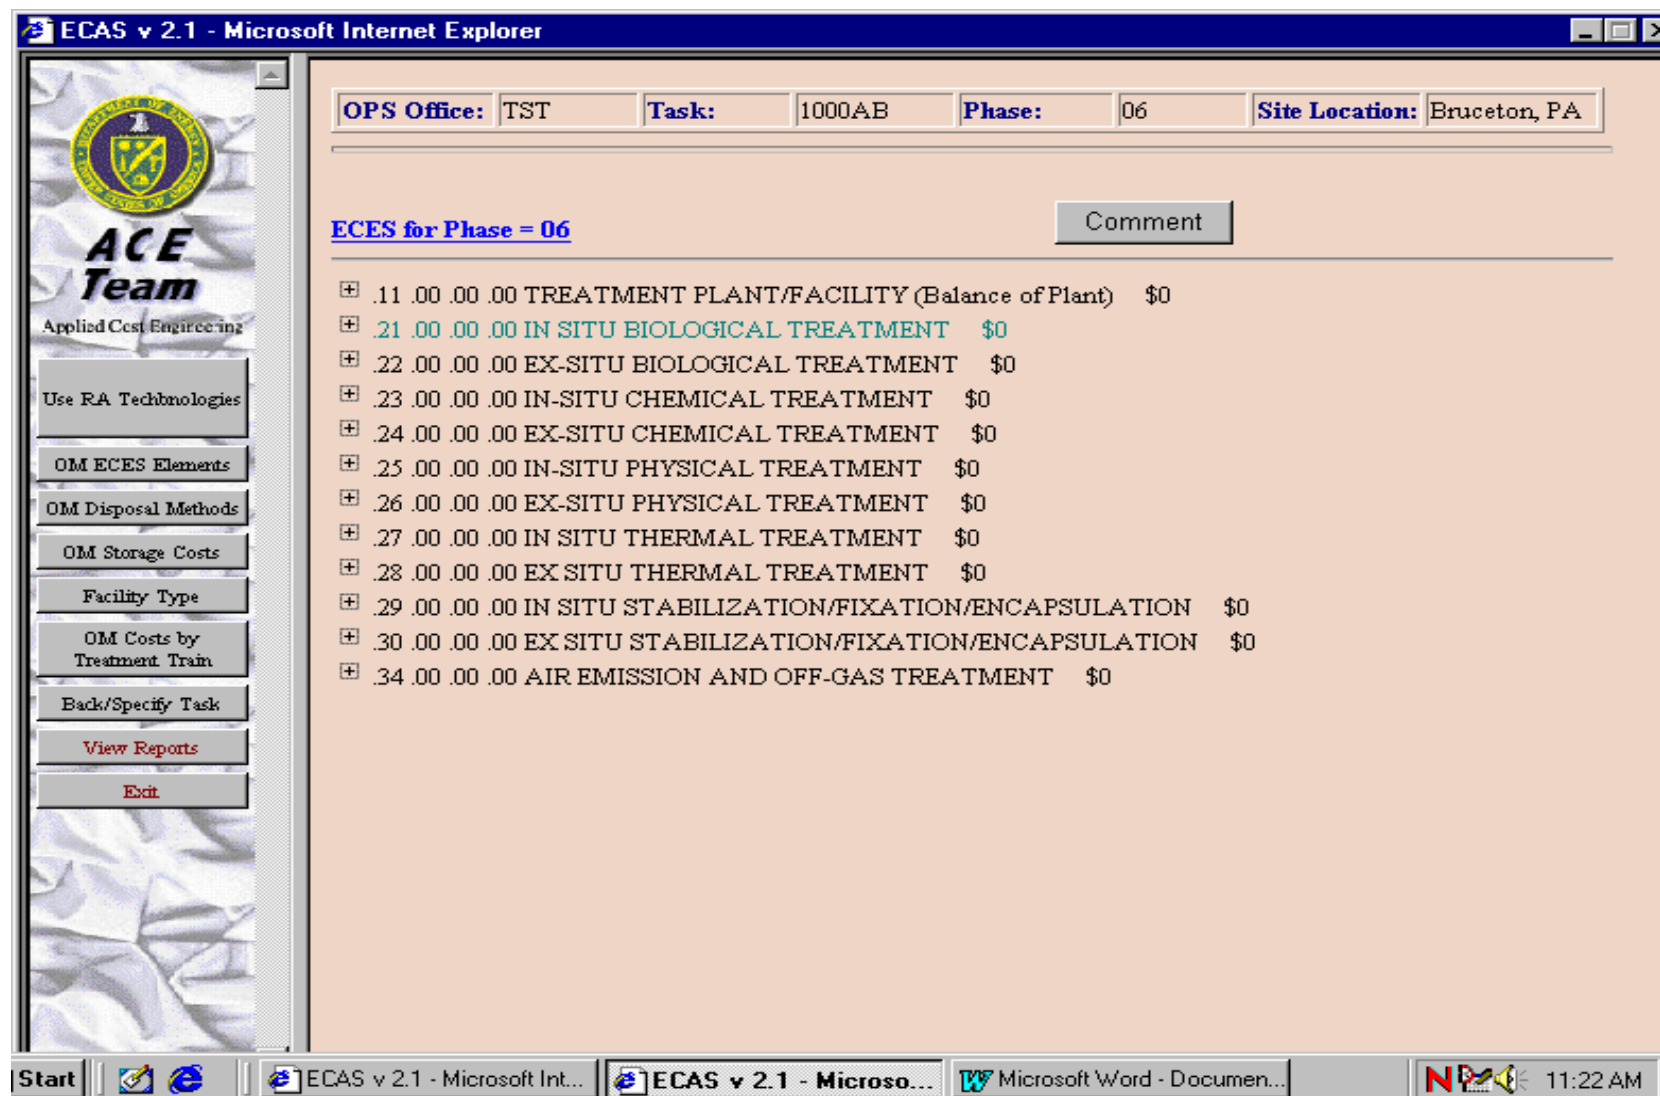 ECAS v 2.1 - Microsoft Internet Explorer
ACE
Team
Applied Cost Engineering
Use RA Techbnologies
OM ECES Elements
OM Disposal Methods
OM Storage Costs
Facility Type
OM Costs by
Treatment Train
Back/Specify Task
View Reports
Exit
OPS Office: TST Task: 1000AB Phase: 06 Site Location: Bruceton, PA
ECES for Phase = 06 Comment
.11 .00 .00 .00 TREATMENT PLANT/FACILITY (Balance of Plant) $0
.21 .00 .00 .00 IN SITU BIOLOGICAL TREATMENT $0
.22 .00 .00 .00 EX-SITU BIOLOGICAL TREATMENT $0
.23 .00 .00 .00 IN-SITU CHEMICAL TREATMENT $0
.24 .00 .00 .00 EX-SITU CHEMICAL TREATMENT $0
.25 .00 .00 .00 IN-SITU PHYSICAL TREATMENT $0
.26 .00 .00 .00 EX-SITU PHYSICAL TREATMENT $0
.27 .00 .00 .00 IN SITU THERMAL TREATMENT $0
.28 .00 .00 .00 EX SITU THERMAL TREATMENT $0
.29 .00 .00 .00 IN SITU STABILIZATION/FIXATION/ENCAPSULATION $0
.30 .00 .00 .00 EX SITU STABILIZATION/FIXATION/ENCAPSULATION $0
.34 .00 .00 .00 AIR EMISSION AND OFF-GAS TREATMENT $0
Start ECAS v 2.1 - Microsoft Int... ECAS v 2.1 - Microso... Microsoft Word - Documen... 11:22 AM